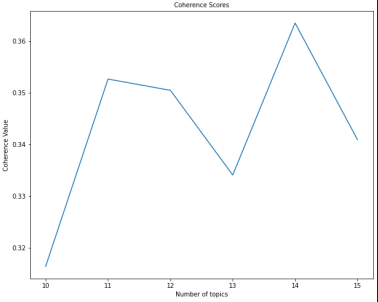 Coherence Scores
Coherence Value
0.36
0.35
0.34
0.33
0.32
10 11 12 13 14 15
Number of topics